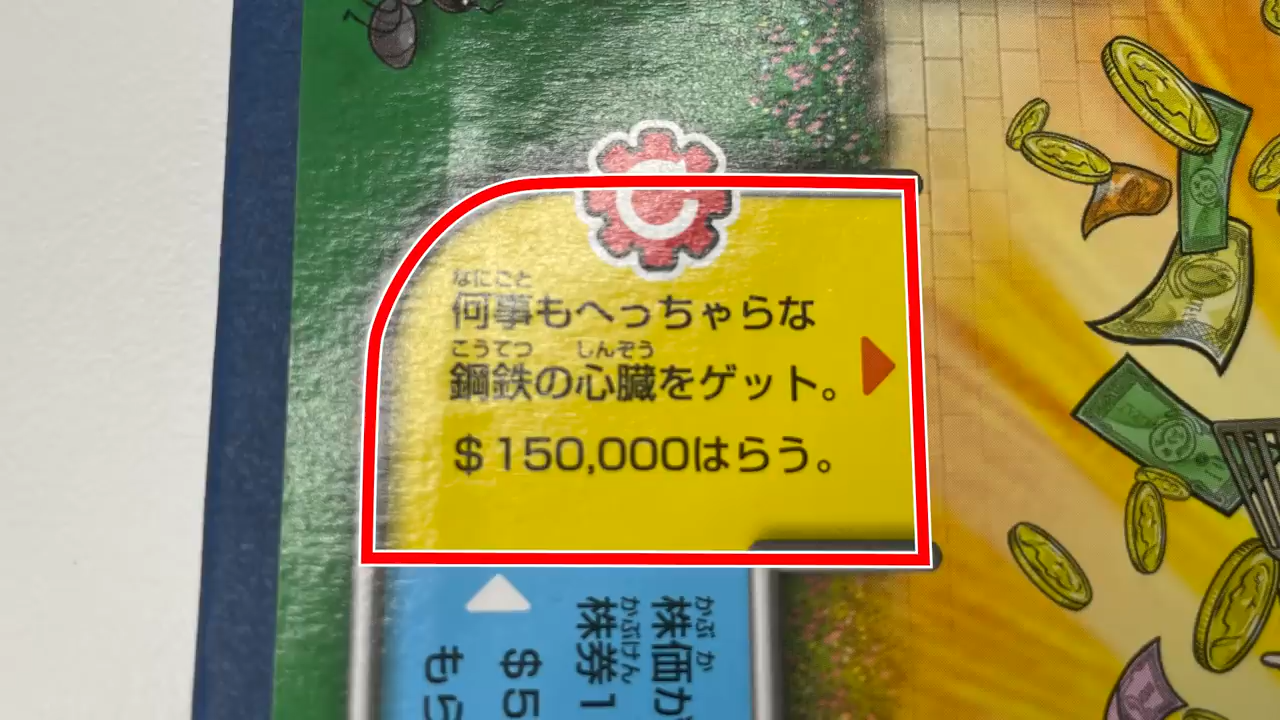 C
なにごと
何事もへっちゃらな
こうてつ しんぞう
鋼鉄の心臓をゲット。
$150,000はらう。
かぶ か
株価が
かぶけん
株券1
$5
もら